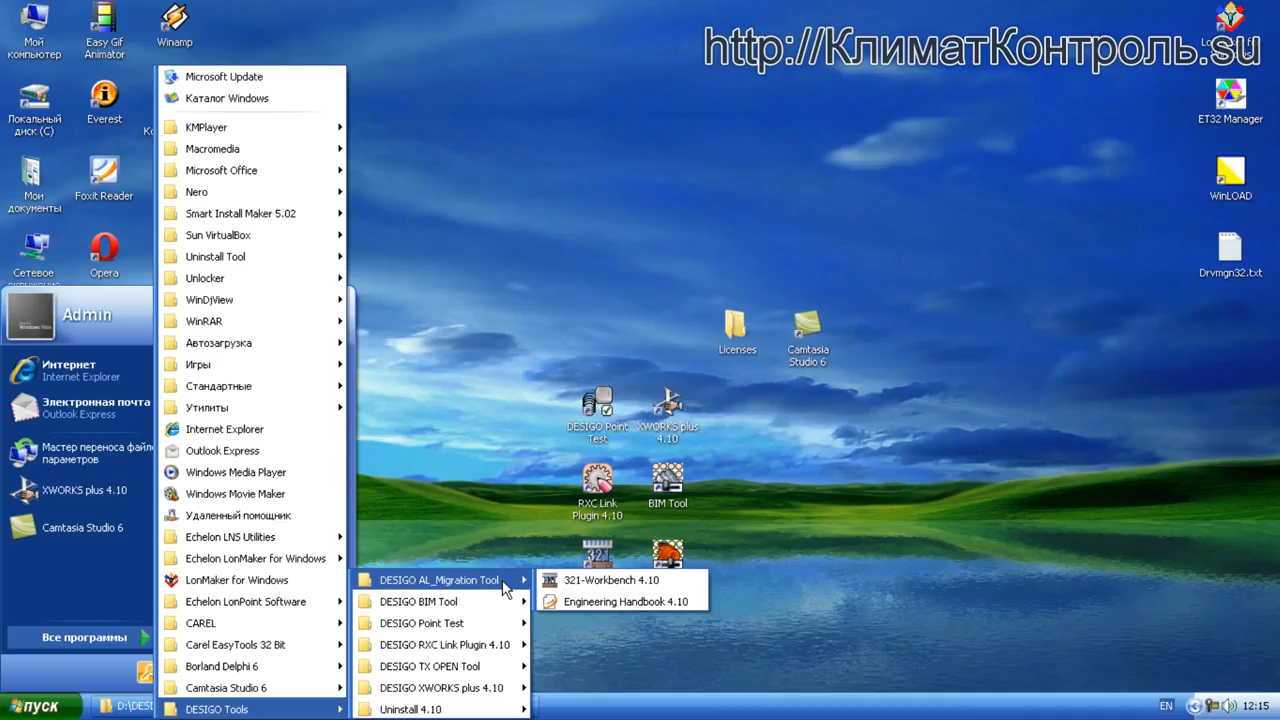 http://КлиматКонтроль.su
Мой
компьютер
Easy Gif
Animator
Winamp
Локальный
диск (C)
Everest
Мои
документы
Foxit Reader
Сетевое
Opera
ET32 Manager
WinLOAD
Drvmgn32.txt
Licenses
Camtasia
Studio 6
DESIGO Point
Test
XWORKS plus
4.10
RXC Link
Plugin 4.10
BIM Tool
321
Admin
Интернет
Internet Explorer
Электронная почта
Outlook Express
Мастер переноса файл
параметров
XWORKS plus 4.10
Camtasia Studio 6
Все программы
Microsoft Update
Каталог Windows
KMPlayer
Macromedia
Microsoft Office
Nero
Smart Install Maker 5.02
Sun VirtualBox
Uninstall Tool
Unlocker
WinDjView
WinRAR
Автозагрузка
Игры
Стандартные
Утилиты
Internet Explorer
Outlook Express
Windows Media Player
Windows Movie Maker
Удаленный помощник
Echelon LNS Utilities
Echelon LonMaker for Windows
LonMaker for Windows
Echelon LonPoint Software
CAREL
Carel EasyTools 32 Bit
Borland Delphi 6
Camtasia Studio 6
DESIGO Tools
DESIGO AL_Migration Tool
DESIGO BIM Tool
DESIGO Point Test
DESIGO RXC Link Plugin 4.10
DESIGO TX OPEN Tool
DESIGO XWORKS plus 4.10
Uninstall 4.10
321-Workbench 4.10
Engineering Handbook 4.10
пуск
D:\DESI
EN
12:15